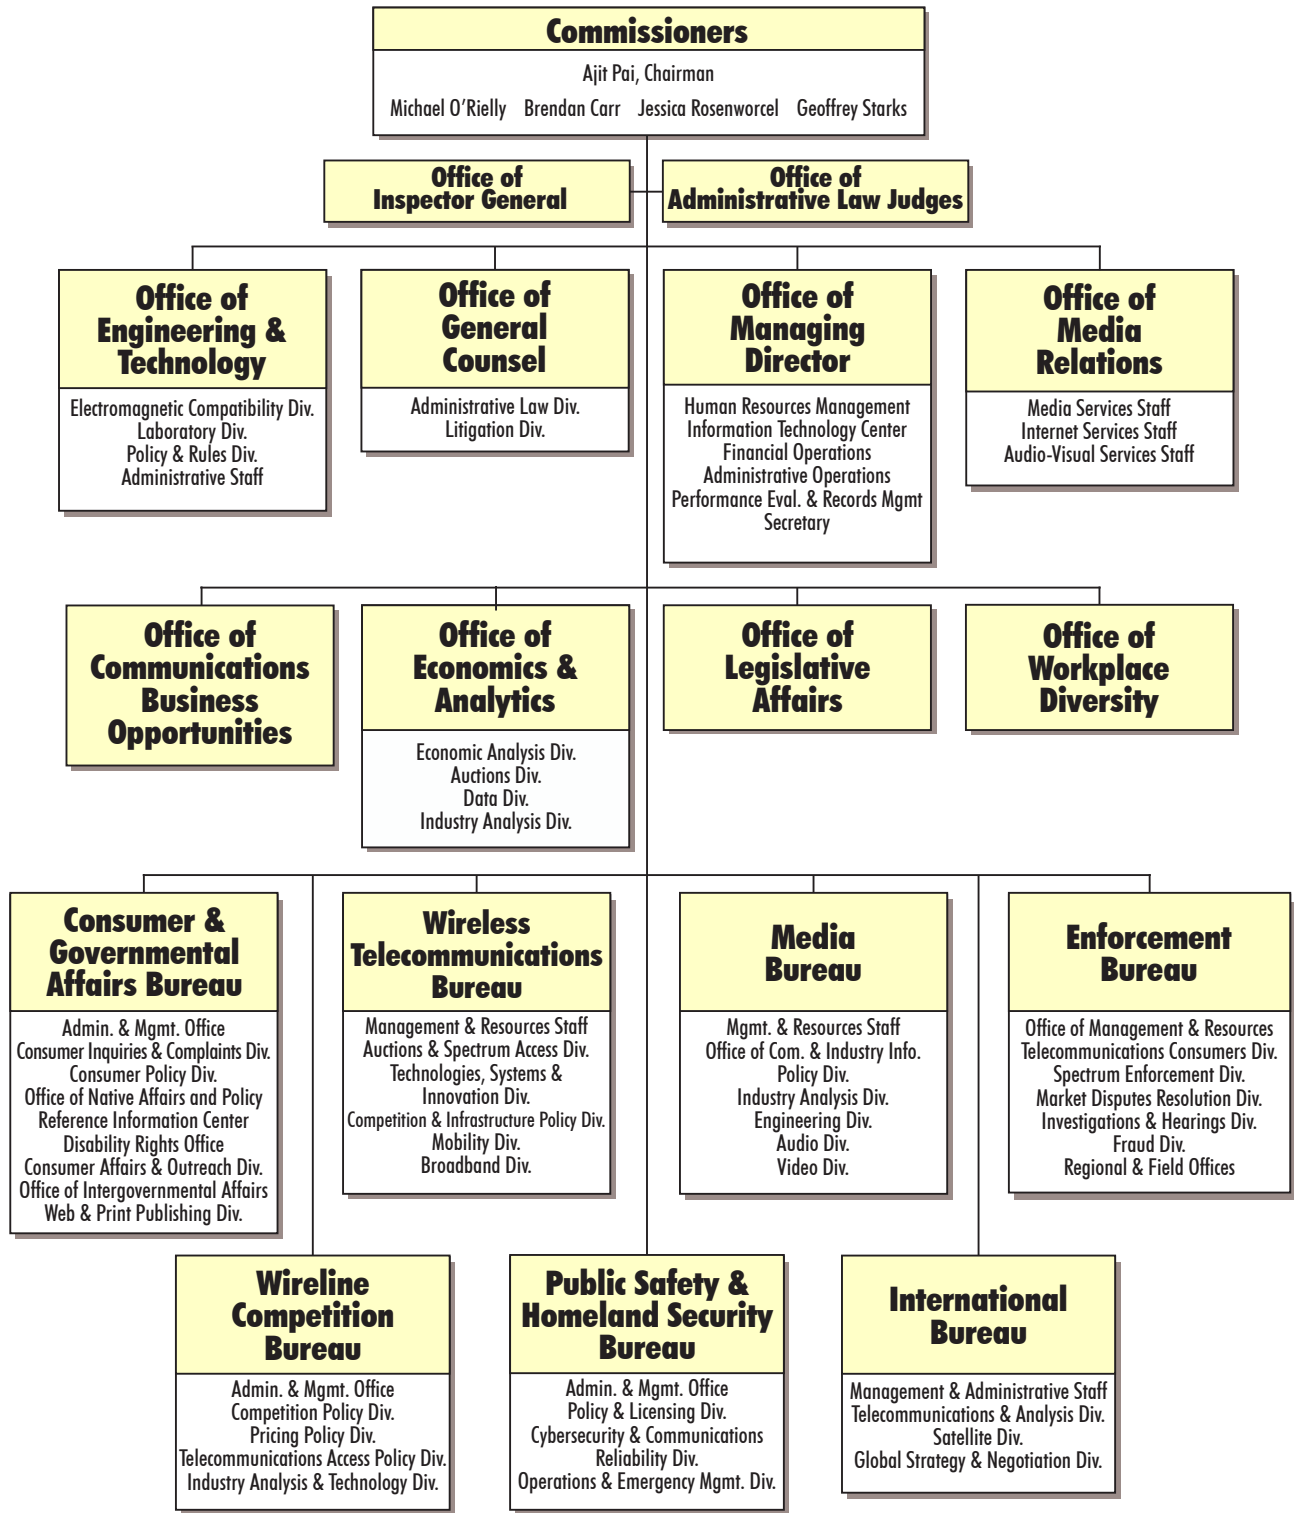 Commissioners
Ajit Pai, Chairman
Michael O'Rielly Brendan Carr Jessica Rosenworcel Geoffrey Starks
Office of
Inspector General
Office of
Administrative Law Judges
Office of
Engineering &
Technology
Electromagnetic Compatibility Div.
Laboratory Div.
Policy & Rules Div.
Administrative Staff
Office of
General
Counsel
Administrative Law Div.
Litigation Div.
Office of
Managing
Director
Human Resources Management
Information Technology Center
Financial Operations
Administrative Operations
Performance Eval. & Records Mgmt
Secretary
Office of
Media
Relations
Media Services Staff
Internet Services Staff
Audio-Visual Services Staff
Office of
Communications
Business
Opportunities
Office of
Economics &
Analytics
Economic Analysis Div.
Auctions Div.
Data Div.
Industry Analysis Div.
Office of
Legislative
Affairs
Office of
Workplace
Diversity
Consumer &
Governmental
Affairs Bureau
Admin. & Mgmt. Office
Consumer Inquiries & Complaints Div.
Consumer Policy Div.
Office of Native Affairs and Policy
Reference Information Center
Disability Rights Office
Consumer Affairs & Outreach Div.
Office of Intergovernmental Affairs
Web & Print Publishing Div.
Wireless
Telecommunications
Bureau
Management & Resources Staff
Auctions & Spectrum Access Div.
Technologies, Systems &
Innovation Div.
Competition & Infrastructure Policy Div.
Mobility Div.
Broadband Div.
Media
Bureau
Mgmt. & Resources Staff
Office of Com. & Industry Info.
Policy Div.
Industry Analysis Div.
Engineering Div.
Audio Div.
Video Div.
Enforcement
Bureau
Office of Management & Resources
Telecommunications Consumers Div.
Spectrum Enforcement Div.
Market Disputes Resolution Div.
Investigations & Hearings Div.
Fraud Div.
Regional & Field Offices
Wireline
Competition
Bureau
Admin. & Mgmt. Office
Competition Policy Div.
Pricing Policy Div.
Telecommunications Access Policy Div.
Industry Analysis & Technology Div.
Public Safety &
Homeland Security
Bureau
Admin. & Mgmt. Office
Policy & Licensing Div.
Cybersecurity & Communications
Reliability Div.
Operations & Emergency Mgmt. Div.
International
Bureau
Management & Administrative Staff
Telecommunications & Analysis Div.
Satellite Div.
Global Strategy & Negotiation Div.